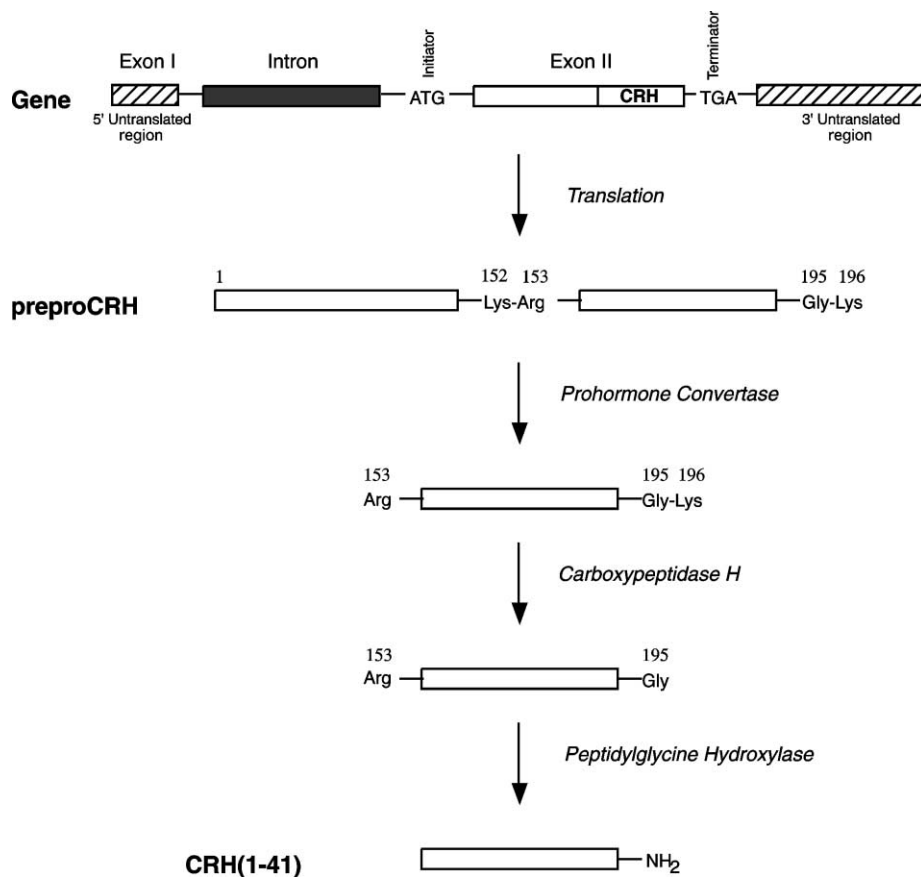 Exon I
Intron
Initiator
Exon II
Terminator
Gene
ATG
CRH
TGA
5' Untranslated
region
3' Untranslated
region
Translation
1
152 153
195 196
preproCRH
Lys-Arg
Gly-Lys
Prohormone Convertase
153
195 196
Arg
Gly-Lys
Carboxypeptidase H
153
195
Arg
Gly
Peptidylglycine Hydroxylase
CRH(1-41)
NH2